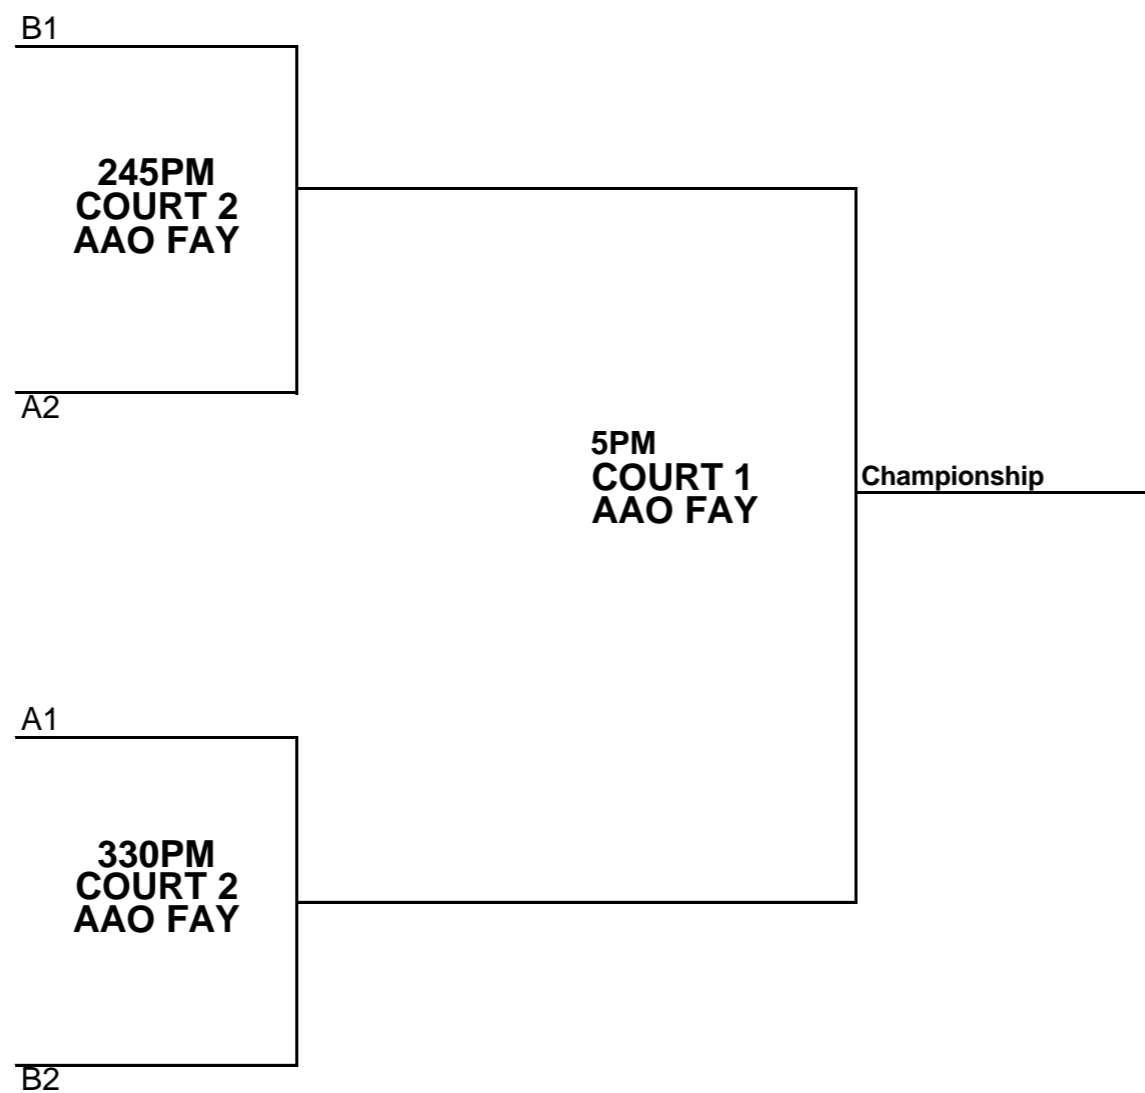 B1
245PM
COURT 2
AAO FAY
A2
5PM
COURT 1
AAO FAY
Championship
A1
330PM
COURT 2
AAO FAY
B2